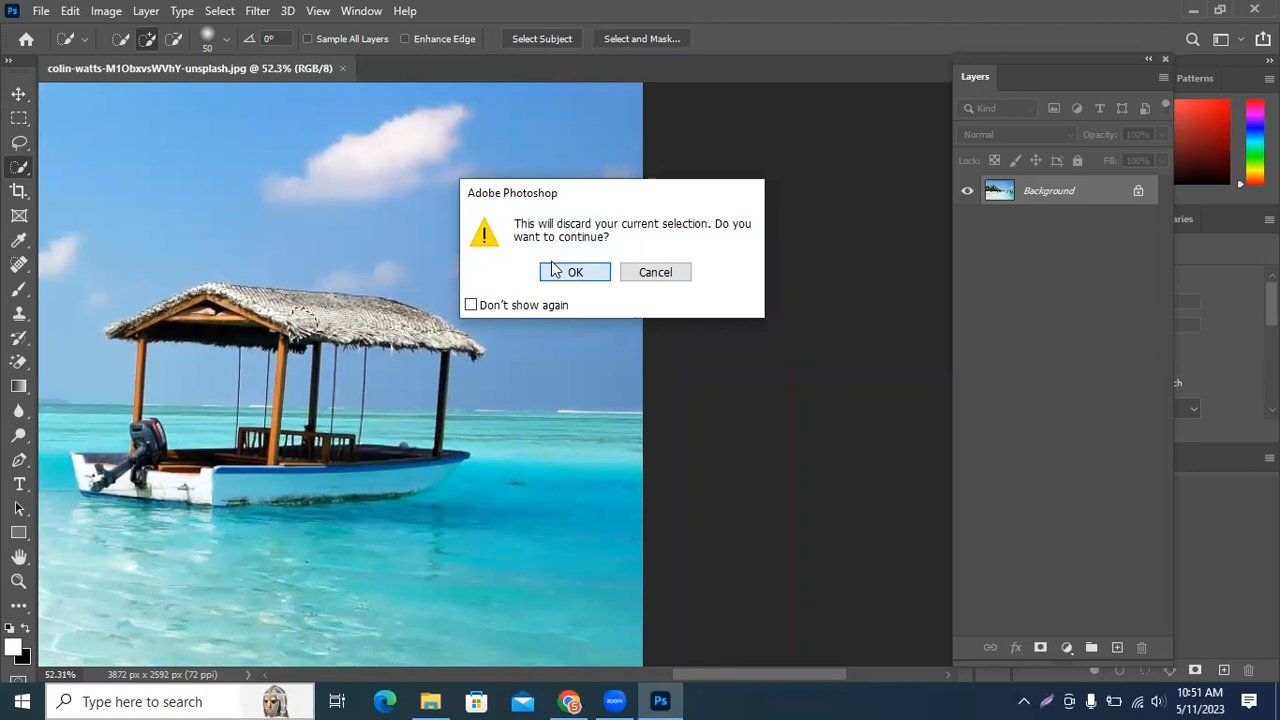 Ps File Edit Image Layer Type Select Filter 3D View Window Help
50 0° Sample All Layers Enhance Edge Select Subject Select and Mask...
colin-watts-M1ObxvsWVhY-unsplash.jpg @ 52.3% (RGB/8)
Layers
Patterns
Kind
Normal Opacity: 100%
Lock: Fill: 100%
Background
Adobe Photoshop
This will discard your current selection. Do you
want to continue?
OK Cancel
Don't show again
52.31% 3872 px x 2592 px (72 ppi)
Type here to search
Ps
10:51 AM
5/11/2023